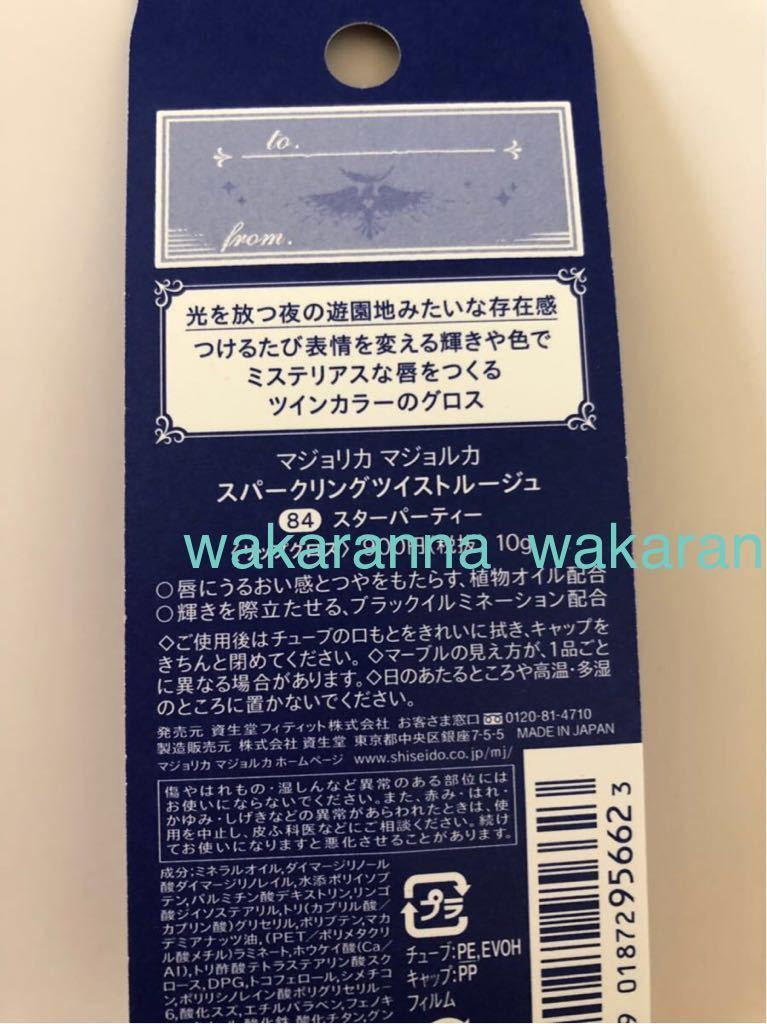 to.
from.
光を放つ夜の遊園地みたいな存在感
つけるたび表情を変える輝きや色で
ミステリアスな唇をつくる
ツインカラーのグロス
マジョリカ マジョルカ
スパークリングツイストルージュ
84 スターパーティー
wakaranna wakaran
〈リップグロス〉 900円(税抜) 10g
○唇にうるおい感とつやをもたらす、植物オイル配合
○輝きを際立たせる、ブラックイルミネーション配合
◇ご使用後はチューブの口もとをきれいに拭き、キャップを
きちんと閉めてください。◇マーブルの見え方が、1品ごと
に異なる場合があります。◇日のあたるところや高温・多湿
のところに置かないでください。
発売元 資生堂フィティット株式会社 お客さま窓口 0120-81-4710
製造販売元 株式会社 資生堂 東京都中央区銀座7-5-5 MADE IN JAPAN
マジョリカ マジョルカ ホームページ www.shiseido.co.jp/mj/
傷やはれもの・湿しんなど異常のある部位には
お使いにならないでください。また、赤み・はれ・
かゆみ・しげきなどの異常があらわれたときは、使
用を中止し、皮ふ科医などにご相談ください。続け
てお使いになりますと悪化させることがあります。
成分:ミネラルオイル,ダイマージリノール
酸ダイマージリノレイル,水添ポリイソブ
テン,パルミチン酸デキストリン,リンゴ
酸ジイソステアリル,トリ(カプリル酸/
カプリン酸)グリセリル,ポリブテン,マカ
デミアナッツ油,(PET/ポリメタクリ
ル酸メチル)ラミネート,ホウケイ酸(Ca/
Al),トリ酢酸テトラステアリン酸スク
ロース,DPG,トコフェロール,シメチコ
ン,ポリリシノレイン酸ポリグリセリル-
6,酸化スズ,エチルパラベン,フェノキ
酸化鉄,酸化チタン,グン
プラ
チューブ:PE,EVOH
キャップ:PP
フィルム
9 01872 95662 3